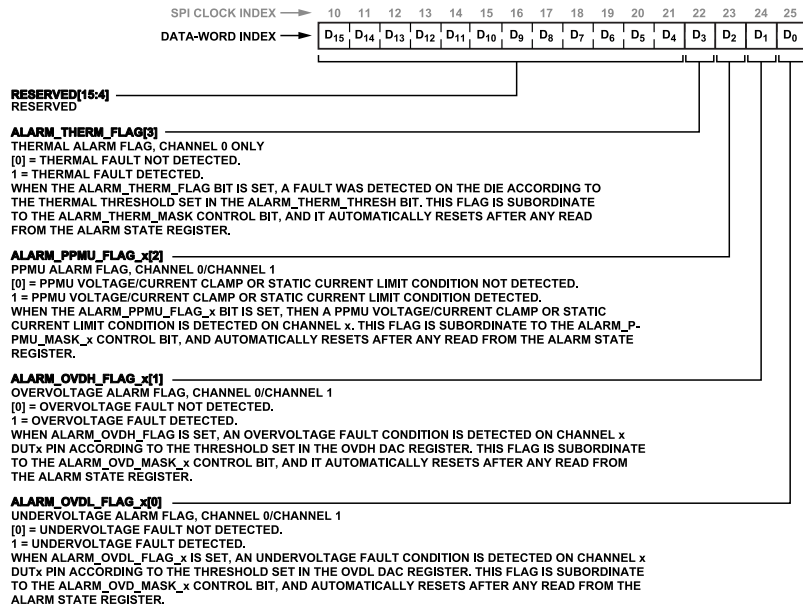 SPI CLOCK INDEX 10 11 12 13 14 15 16 17 18 19 20 21 22 23 24 25
DATA-WORD INDEX D15 D14 D13 D12 D11 D10 D9 D8 D7 D6 D5 D4 D3 D2 D1 D0
RESERVED[15:4]
RESERVED
ALARM_THERM_FLAG[3]
THERMAL ALARM FLAG, CHANNEL 0 ONLY
[0] = THERMAL FAULT NOT DETECTED.
1 = THERMAL FAULT DETECTED.
WHEN THE ALARM_THERM_FLAG BIT IS SET, A FAULT WAS DETECTED ON THE DIE ACCORDING TO
THE THERMAL THRESHOLD SET IN THE ALARM_THERM_THRESH BIT. THIS FLAG IS SUBORDINATE
TO THE ALARM_THERM_MASK CONTROL BIT, AND IT AUTOMATICALLY RESETS AFTER ANY READ
FROM THE ALARM STATE REGISTER.
ALARM_PPMU_FLAG_x[2]
PPMU ALARM FLAG, CHANNEL 0/CHANNEL 1
[0] = PPMU VOLTAGE/CURRENT CLAMP OR STATIC CURRENT LIMIT CONDITION NOT DETECTED.
1 = PPMU VOLTAGE/CURRENT CLAMP OR STATIC CURRENT LIMIT CONDITION DETECTED.
WHEN THE ALARM_PPMU_FLAG_x BIT IS SET, THEN A PPMU VOLTAGE/CURRENT CLAMP OR STATIC
CURRENT LIMIT CONDITION IS DETECTED ON CHANNEL x. THIS FLAG IS SUBORDINATE TO THE ALARM_P-
PMU_MASK_x CONTROL BIT, AND AUTOMATICALLY RESETS AFTER ANY READ FROM THE ALARM STATE
REGISTER.
ALARM_OVDH_FLAG_x[1]
OVERVOLTAGE ALARM FLAG, CHANNEL 0/CHANNEL 1
[0] = OVERVOLTAGE FAULT NOT DETECTED.
1 = OVERVOLTAGE FAULT DETECTED.
WHEN ALARM_OVDH_FLAG IS SET, AN OVERVOLTAGE FAULT CONDITION IS DETECTED ON CHANNEL x
DUTx PIN ACCORDING TO THE THRESHOLD SET IN THE OVDH DAC REGISTER. THIS FLAG IS SUBORDINATE
TO THE ALARM_OVD_MASK_x CONTROL BIT, AND IT AUTOMATICALLY RESETS AFTER ANY READ FROM
THE ALARM STATE REGISTER.
ALARM_OVDL_FLAG_x[0]
UNDERVOLTAGE ALARM FLAG, CHANNEL 0/CHANNEL 1
[0] = UNDERVOLTAGE FAULT NOT DETECTED.
1 = UNDERVOLTAGE FAULT DETECTED.
WHEN ALARM_OVDL_FLAG_x IS SET, AN UNDERVOLTAGE FAULT CONDITION IS DETECTED ON CHANNEL x
DUTx PIN ACCORDING TO THE THRESHOLD SET IN THE OVDL DAC REGISTER. THIS FLAG IS SUBORDINATE
TO THE ALARM_OVD_MASK_x CONTROL BIT, AND AUTOMATICALLY RESETS AFTER ANY READ FROM THE
ALARM STATE REGISTER.